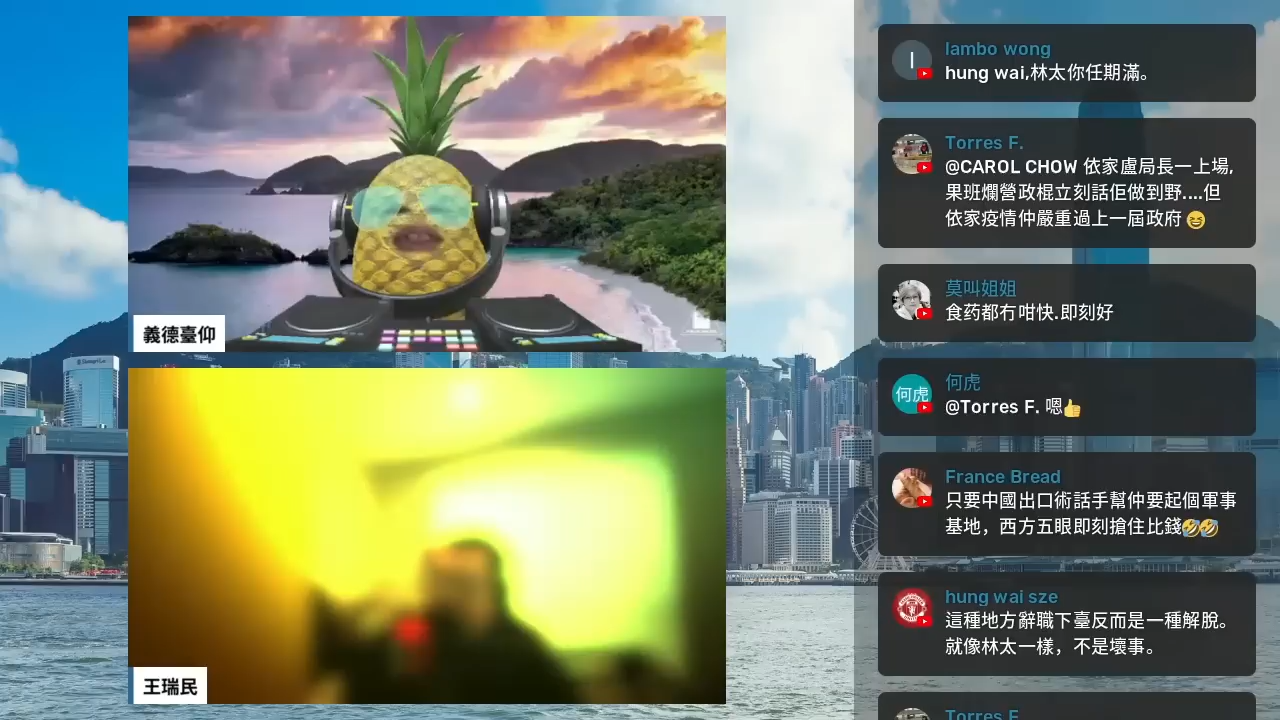 義德臺仰
王瑞民
lambo wong
hung wai,林太你任期滿。
Torres F.
@CAROL CHOW 依家盧局長一上場,
果班爛營政棍立刻話佢做到野....但
依家疫情仲嚴重過上一屆政府 😆
莫叫姐姐
食药都冇咁快.即刻好
何虎
何虎
@Torres F. 嗯👍
France Bread
只要中國出口術話手幫仲要起個軍事
基地，西方五眼即刻搶住比錢🤣🤣
hung wai sze
這種地方辭職下臺反而是一種解脫。
就像林太一樣，不是壞事。
Torres F.